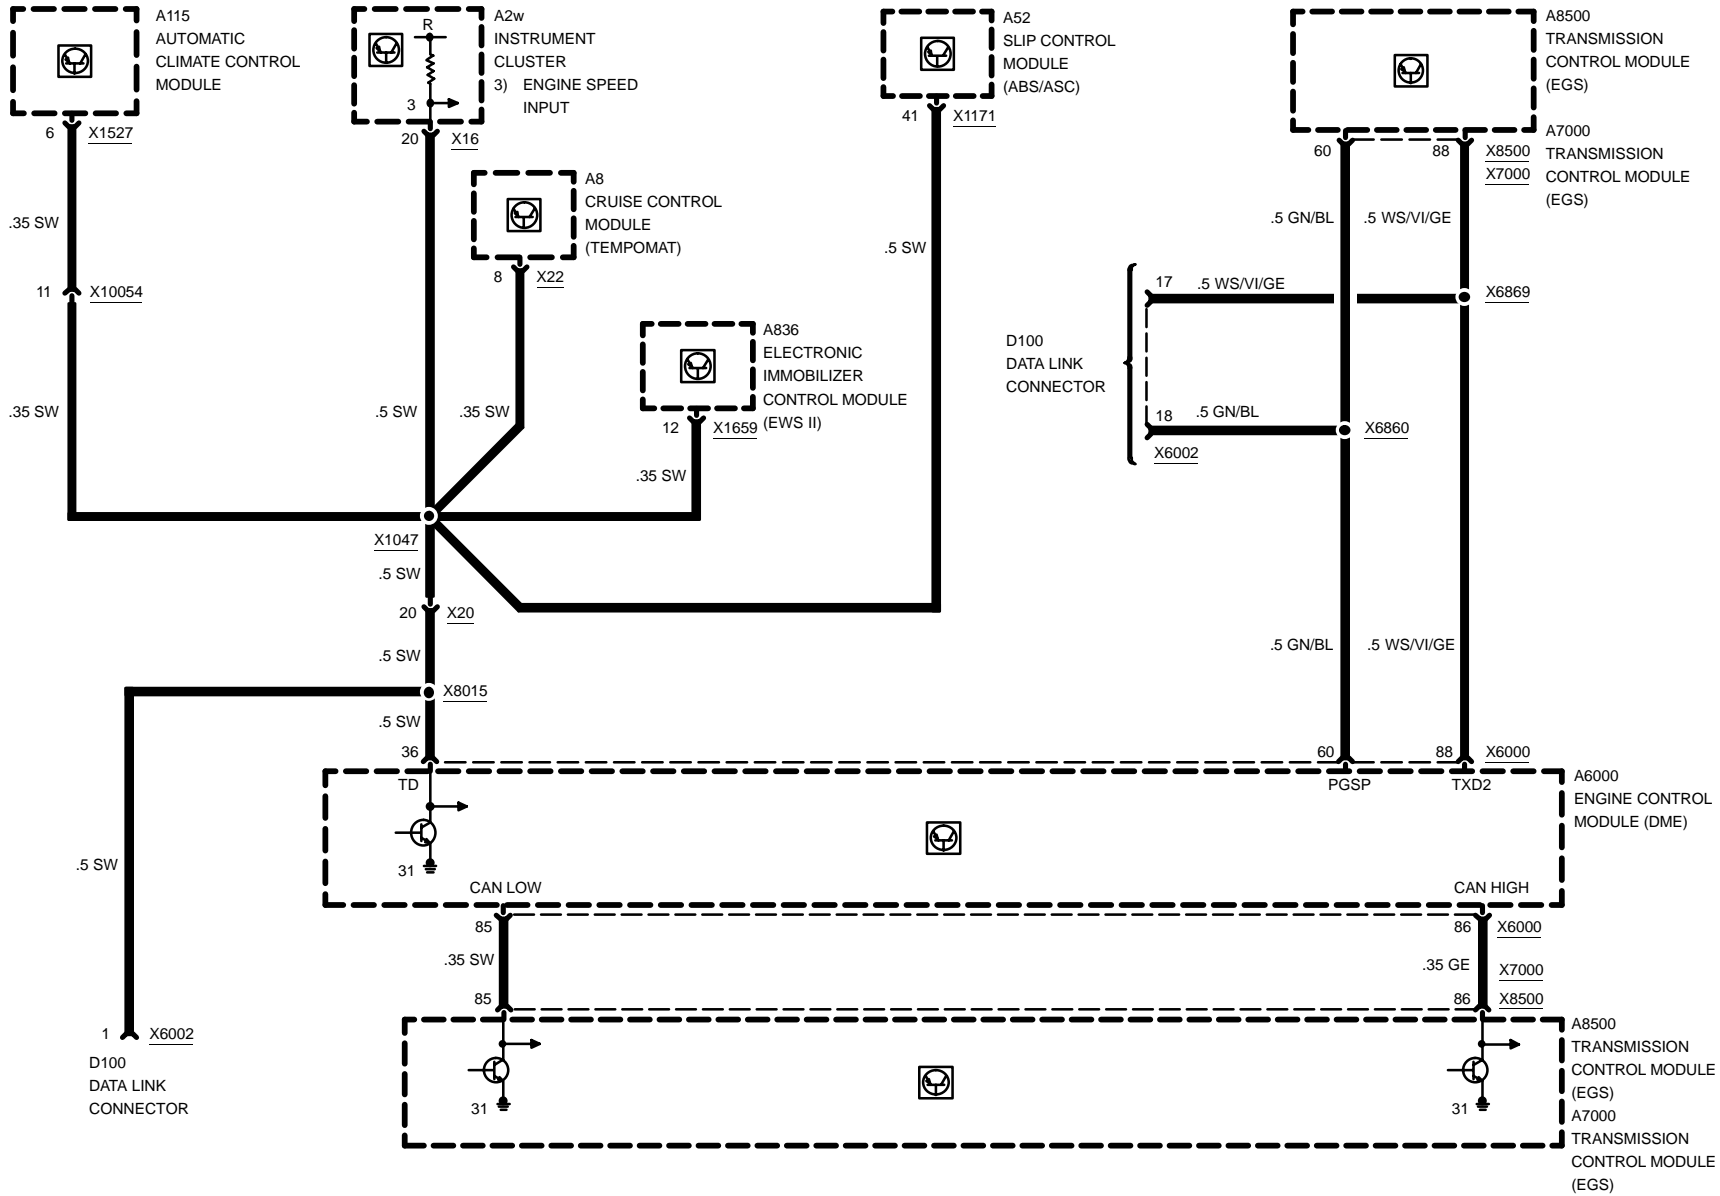 A115
AUTOMATIC
CLIMATE CONTROL
MODULE
A2w
INSTRUMENT
CLUSTER
3) ENGINE SPEED
INPUT
R
3
A52
SLIP CONTROL
MODULE
(ABS/ASC)
A8500
TRANSMISSION
CONTROL MODULE
(EGS)
A7000
TRANSMISSION
CONTROL MODULE
(EGS)
6 X1527
20 X16
41 X1171
60
88 X8500
X7000
A8
CRUISE CONTROL
MODULE
(TEMPOMAT)
8 X22
.35 SW
.5 SW
.5 GN/BL
.5 WS/VI/GE
11 X10054
17 .5 WS/VI/GE
X6869
D100
DATA LINK
CONNECTOR
A836
ELECTRONIC
IMMOBILIZER
CONTROL MODULE
(EWS II)
12 X1659
.35 SW
.5 SW
.35 SW
18 .5 GN/BL
X6860
X6002
.35 SW
X1047
.5 SW
20 X20
.5 SW
.5 GN/BL
.5 WS/VI/GE
X8015
.5 SW
36
60
88 X6000
TD
PGSP
TXD2
A6000
ENGINE CONTROL
MODULE (DME)
31
.5 SW
CAN LOW
CAN HIGH
85
86 X6000
.35 SW
.35 GE
X7000
85
86 X8500
1 X6002
D100
DATA LINK
CONNECTOR
31
31
A8500
TRANSMISSION
CONTROL MODULE
(EGS)
A7000
TRANSMISSION
CONTROL MODULE
(EGS)